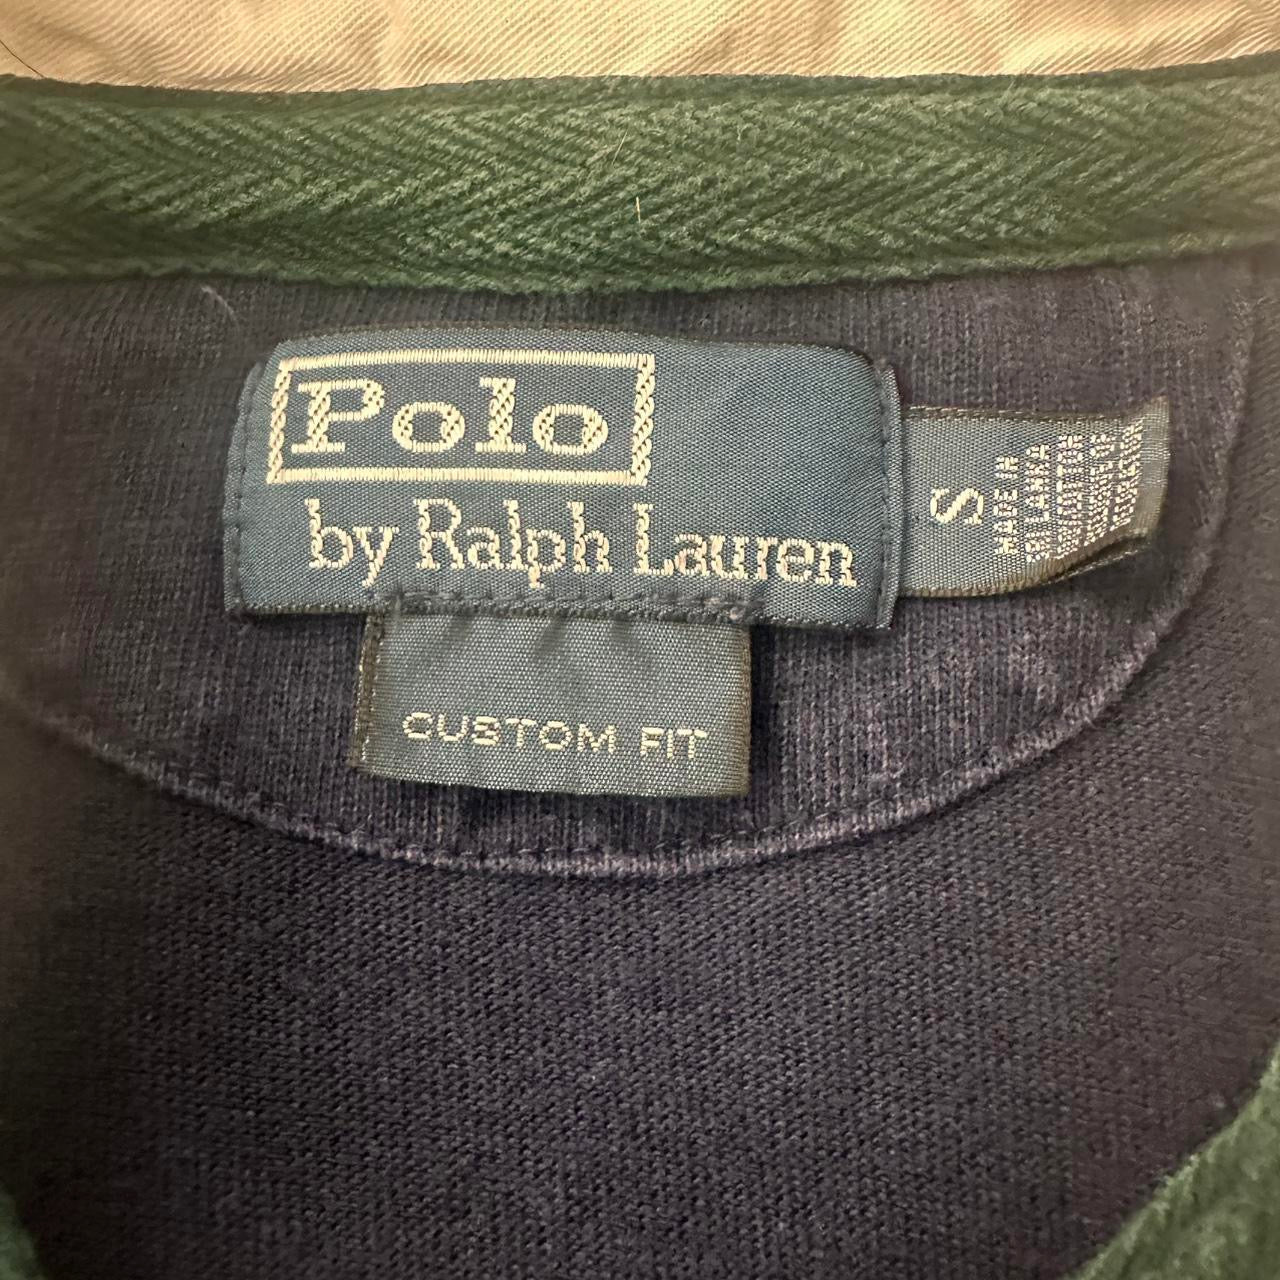 Polo
by Ralph Lauren
CUSTOM FIT
S
MADE IN
SRI LANKA